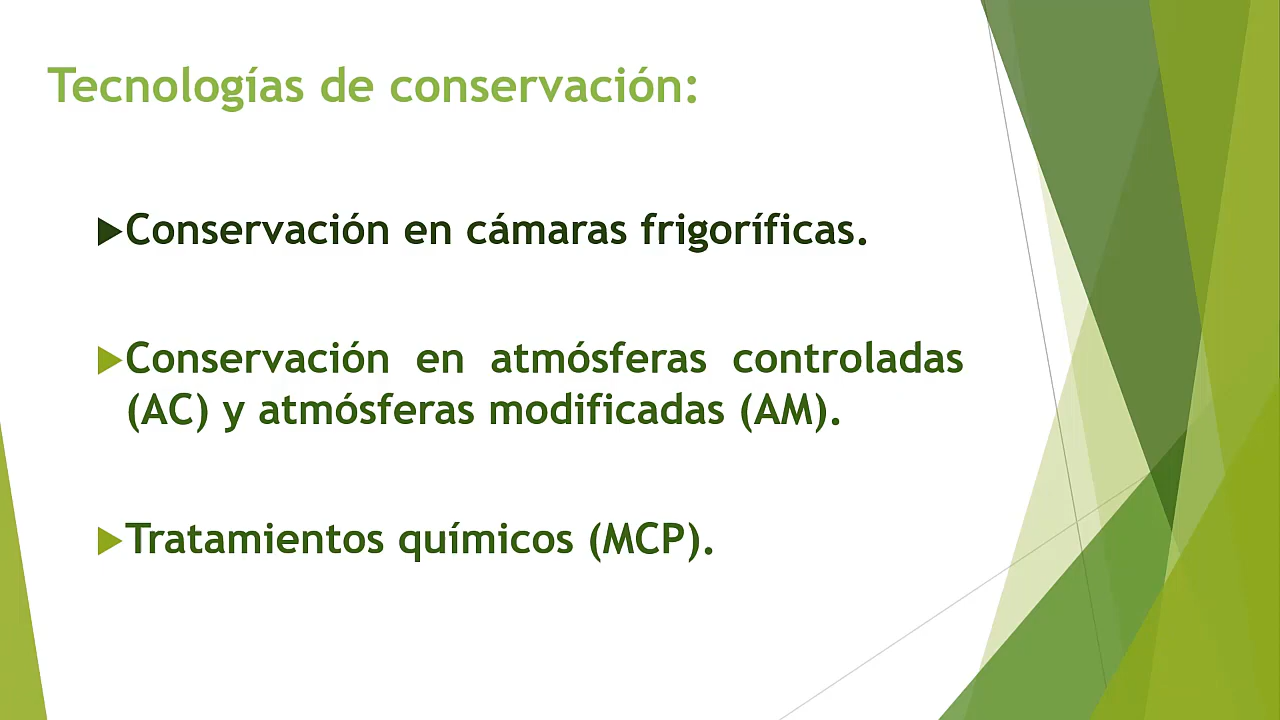 Tecnologías de conservación:
Conservación en cámaras frigoríficas.
Conservación en atmósferas controladas
(AC) y atmósferas modificadas (AM).
Tratamientos químicos (MCP).